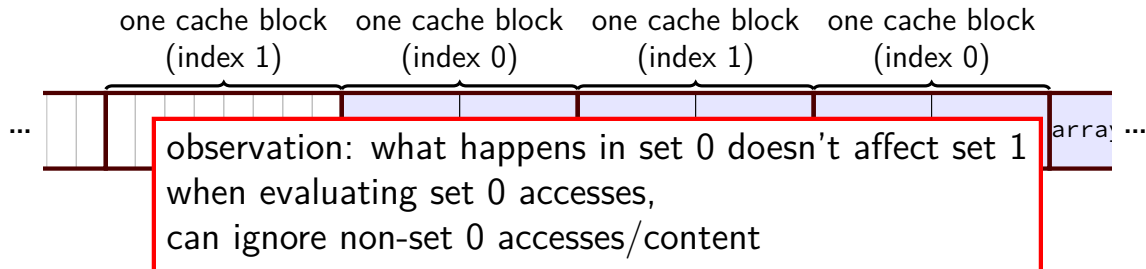 one cache block one cache block one cache block one cache block
(index 1) (index 0) (index 1) (index 0)
... array ...
observation: what happens in set 0 doesn't affect set 1
when evaluating set 0 accesses,
can ignore non-set 0 accesses/content